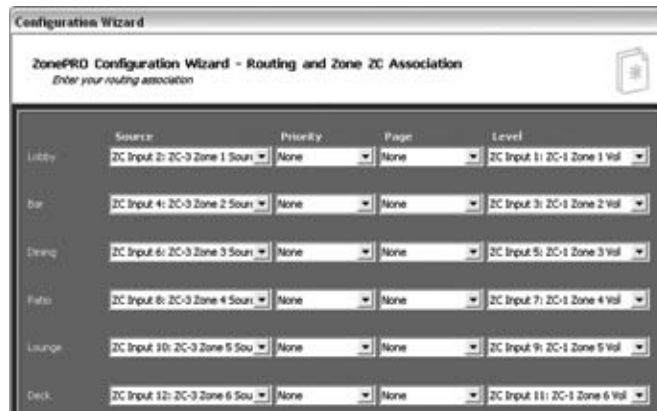 Configuration Wizard
ZonePRO Configuration Wizard - Routing and Zone ZC Association
Enter your routing association
Source Priority Page Level
Lobby ZC Input 2: ZC-3 Zone 1 Sour None None ZC Input 1: ZC-1 Zone 1 Vol
Bar ZC Input 4: ZC-3 Zone 2 Sour None None ZC Input 3: ZC-1 Zone 2 Vol
Dining ZC Input 6: ZC-3 Zone 3 Sour None None ZC Input 5: ZC-1 Zone 3 Vol
Patio ZC Input 8: ZC-3 Zone 4 Sour None None ZC Input 7: ZC-1 Zone 4 Vol
Lounge ZC Input 10: ZC-3 Zone 5 Sou None None ZC Input 9: ZC-1 Zone 5 Vol
Deck ZC Input 12: ZC-3 Zone 6 Sou None None ZC Input 11: ZC-1 Zone 6 Vol